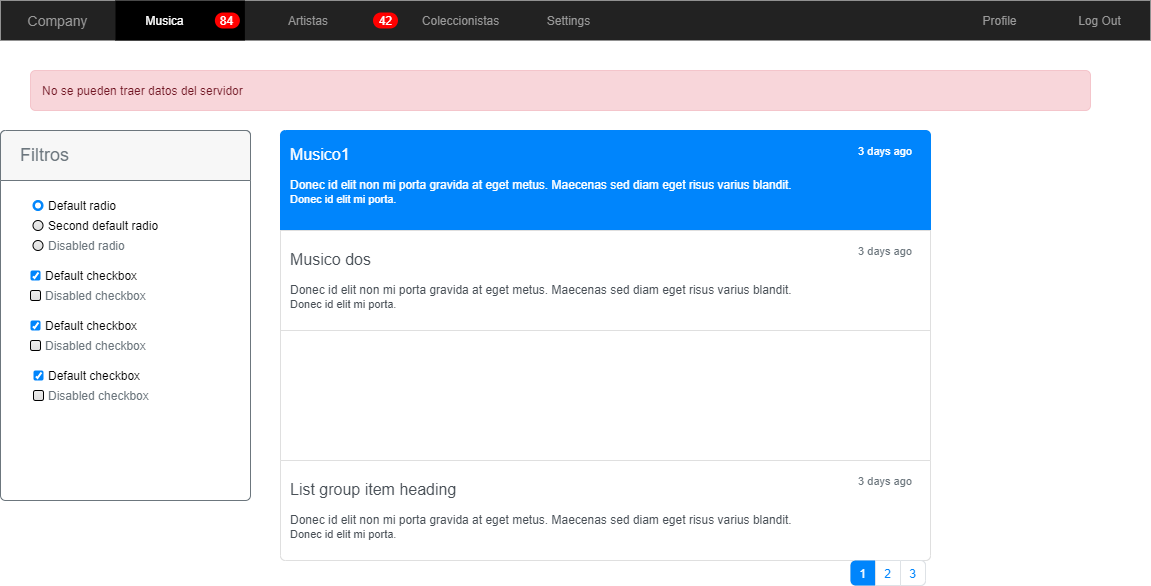 Company Musica 84 Artistas 42 Coleccionistas Settings Profile Log Out
No se pueden traer datos del servidor
Filtros
Default radio
Second default radio
Disabled radio
Default checkbox
Disabled checkbox
Default checkbox
Disabled checkbox
Default checkbox
Disabled checkbox
Musico1 3 days ago
Donec id elit non mi porta gravida at eget metus. Maecenas sed diam eget risus varius blandit.
Donec id elit mi porta.
Musico dos 3 days ago
Donec id elit non mi porta gravida at eget metus. Maecenas sed diam eget risus varius blandit.
Donec id elit mi porta.
List group item heading 3 days ago
Donec id elit non mi porta gravida at eget metus. Maecenas sed diam eget risus varius blandit.
Donec id elit mi porta.
1 2 3